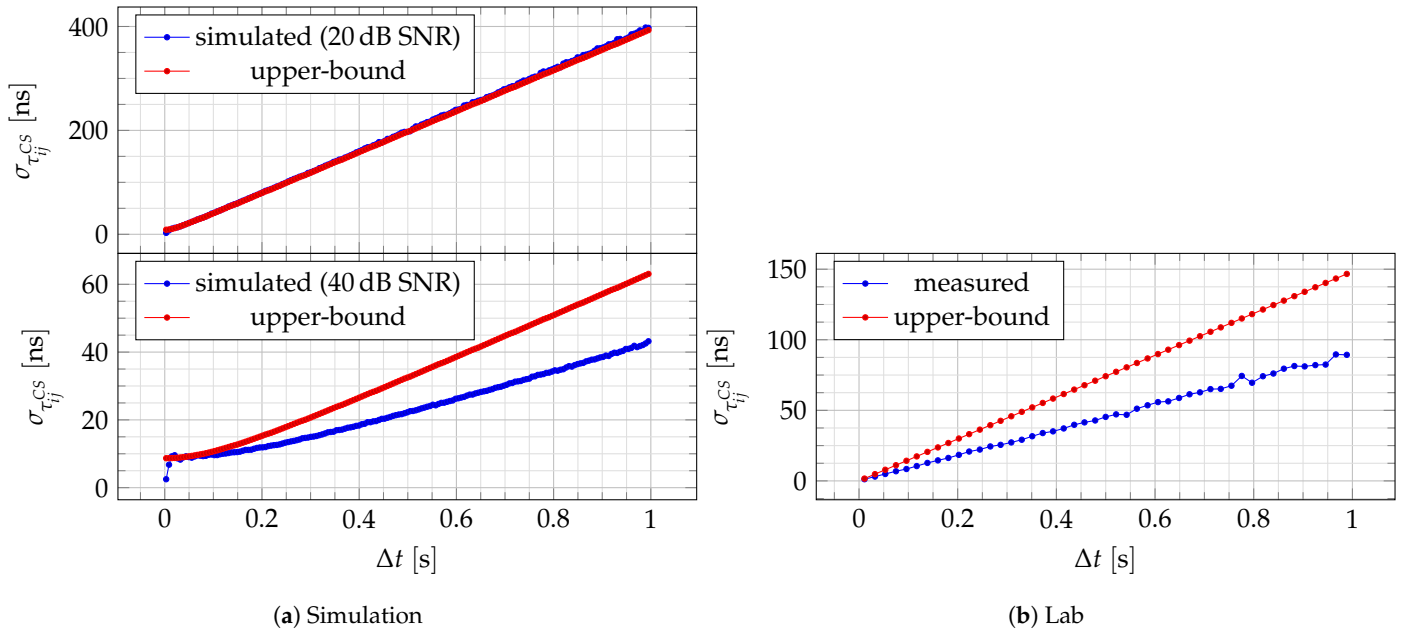 simulated (20 dB SNR)
upper-bound
400
200
0
σ_{τ_{ij}^{CS}} [ns]
simulated (40 dB SNR)
upper-bound
60
40
20
0
σ_{τ_{ij}^{CS}} [ns]
0 0.2 0.4 0.6 0.8 1
Δt [s]
(a) Simulation
measured
upper-bound
150
100
50
0
σ_{τ_{ij}^{CS}} [ns]
0 0.2 0.4 0.6 0.8 1
Δt [s]
(b) Lab